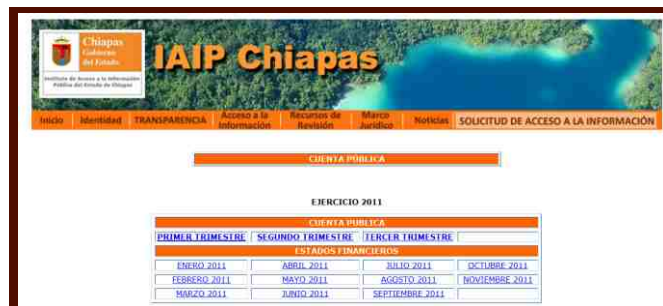 Chiapas
Gobierno
del Estado
Instituto de Acceso a la Información
Pública del Estado de Chiapas
IAIP Chiapas
Inicio Identidad TRANSPARENCIA Acceso a la Información Recursos de Revisión Marco Jurídico Noticias SOLICITUD DE ACCESO A LA INFORMACIÓN
CUENTA PÚBLICA
EJERCICIO 2011
CUENTA PUBLICA
PRIMER TRIMESTRE SEGUNDO TRIMESTRE TERCER TRIMESTRE
ESTADOS FINANCIEROS
ENERO 2011 ABRIL 2011 JULIO 2011 OCTUBRE 2011
FEBRERO 2011 MAYO 2011 AGOSTO 2011 NOVIEMBRE 2011
MARZO 2011 JUNIO 2011 SEPTIEMBRE 2011